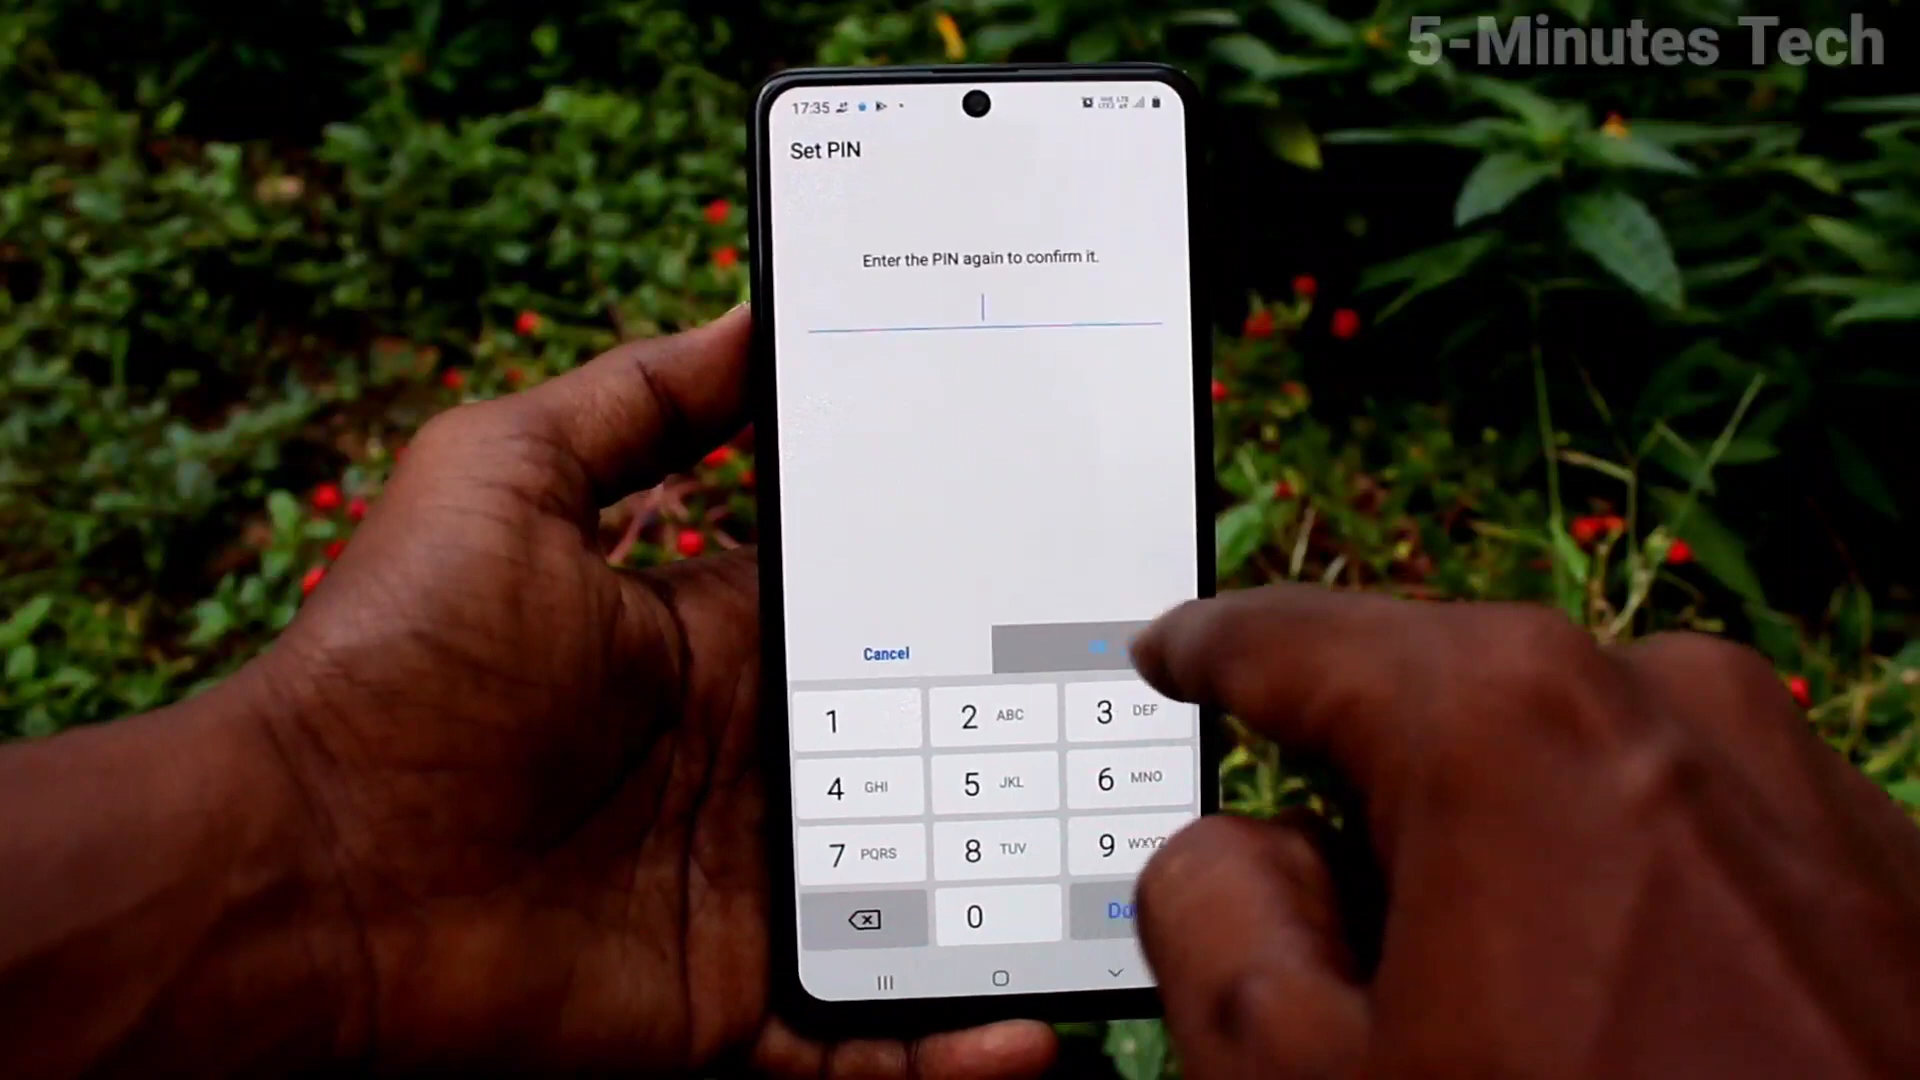 5-Minutes Tech
17:35
Set PIN
Enter the PIN again to confirm it.
Cancel
1
2 ABC
3 DEF
4 GHI
5 JKL
6 MNO
7 PQRS
8 TUV
9 WXYZ
0